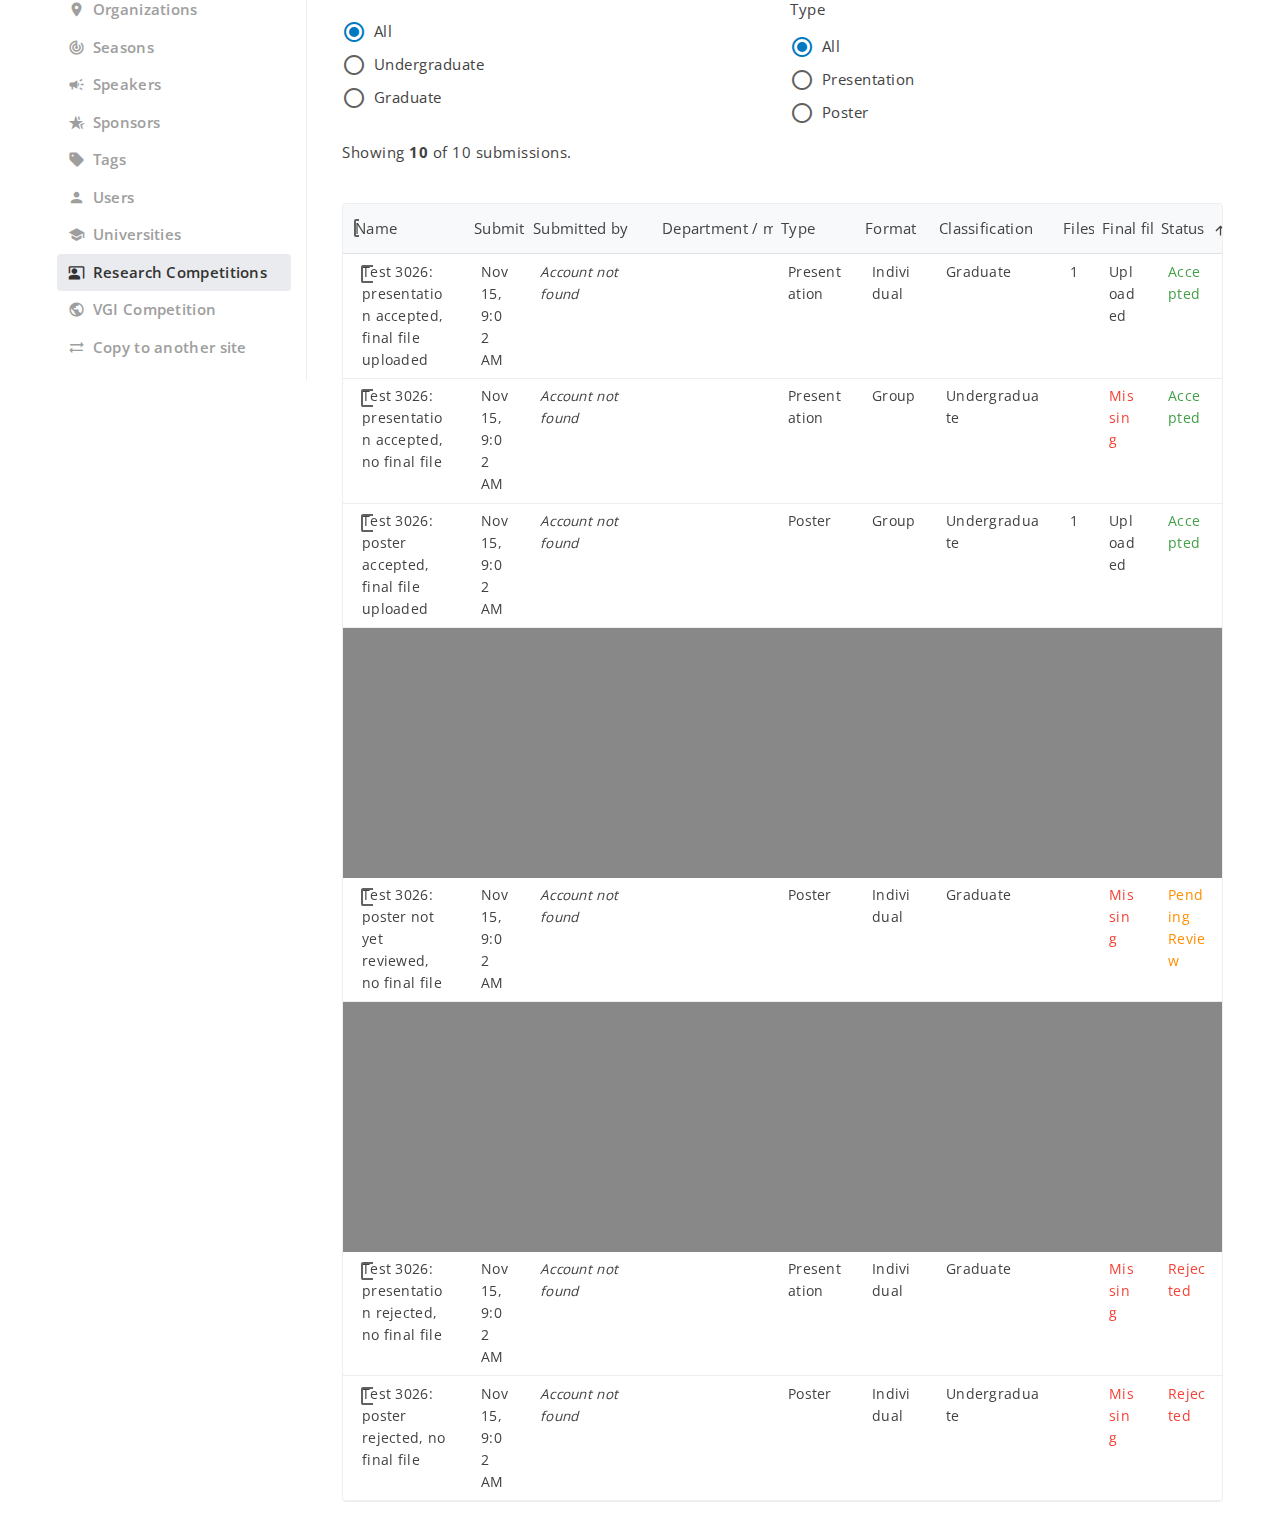 Organizations
Seasons
Speakers
Sponsors
Tags
Users
Universities
Research Competitions
VGI Competition
Copy to another site
All
Undergraduate
Graduate
Type
All
Presentation
Poster
Showing 10 of 10 submissions.
Name Submit Submitted by Department / m Type Format Classification Files Final fil Status
Test 3026: Nov Account not Present Indivi Graduate 1 Upl Acce
presentatio 15, found ation dual oad pted
n accepted, 9:0 ed
final file 2
uploaded AM
Test 3026: Nov Account not Present Group Undergradua Mis Acce
presentatio 15, found ation te sin pted
n accepted, 9:0 g
no final file 2
AM
Test 3026: Nov Account not Poster Group Undergradua 1 Upl Acce
poster 15, found te oad pted
accepted, 9:0 ed
final file 2
uploaded AM
Test 3026: Nov Account not Poster Indivi Graduate Mis Pend
poster not 15, found dual sin ing
yet 9:0 g Revie
reviewed, 2 w
no final file AM
Test 3026: Nov Account not Present Indivi Graduate Mis Rejec
presentatio 15, found ation dual sin ted
n rejected, 9:0 g
no final file 2
AM
Test 3026: Nov Account not Poster Indivi Undergradua Mis Rejec
poster 15, found dual te sin ted
rejected, no 9:0 g
final file 2
AM